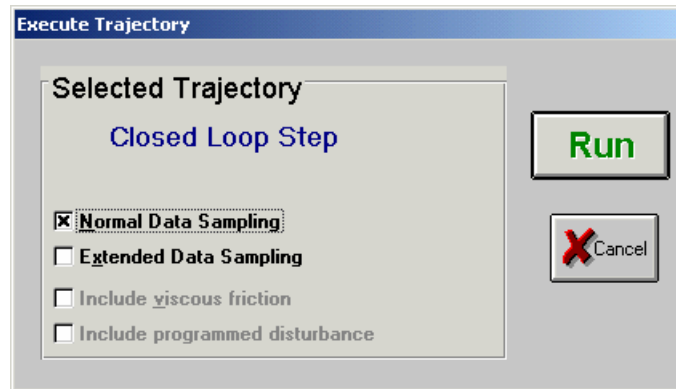 Execute Trajectory
Selected Trajectory
Closed Loop Step
Run
Normal Data Sampling
Extended Data Sampling
Cancel
Include viscous friction
Include programmed disturbance